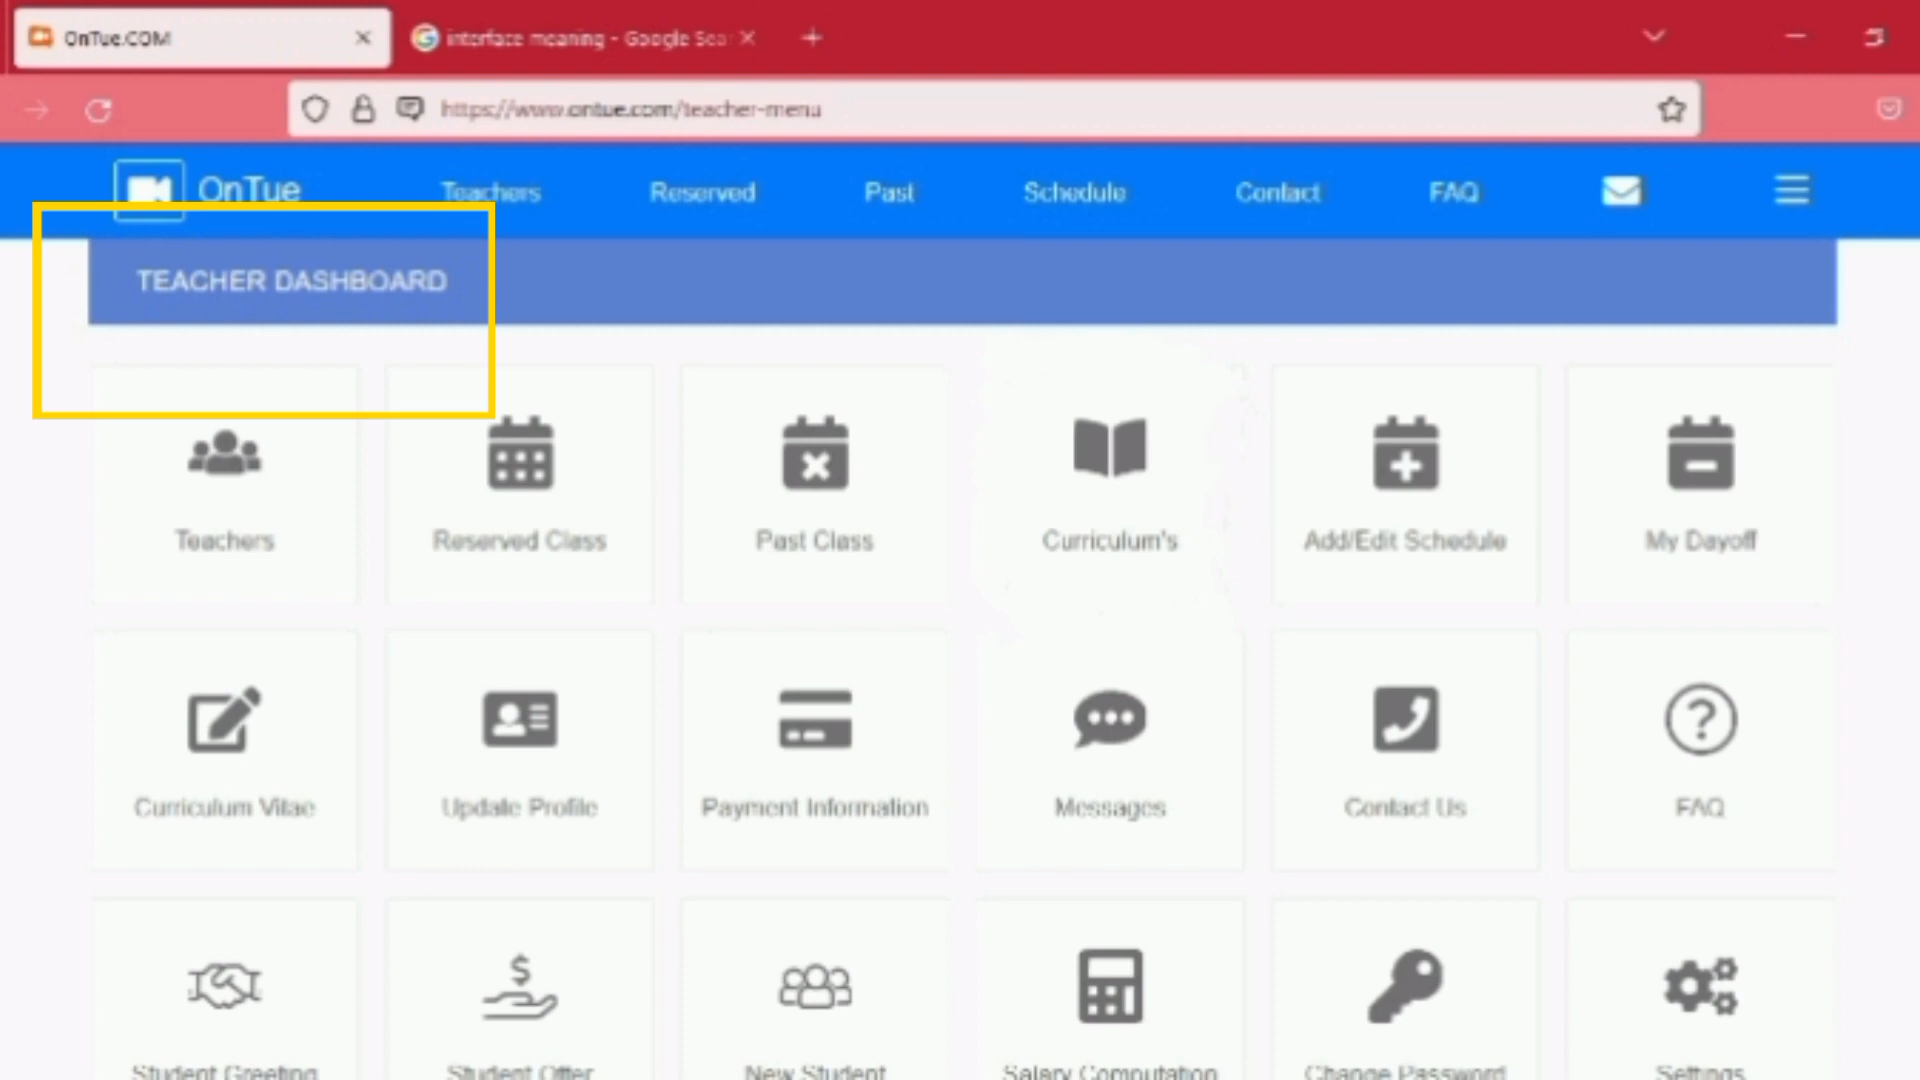 OnTue.COM
interface meaning - Google Sear
https://www.ontue.com/teacher-menu
OnTue Teachers Reserved Past Schedule Contact FAQ
TEACHER DASHBOARD
Teachers Reserved Class Past Class Curriculum's Add/Edit Schedule My Dayoff
Curriculum Vitae Update Profile Payment Information Messages Contact Us FAQ
Student Greeting Student Offer New Student Salary Computation Change Password Settings